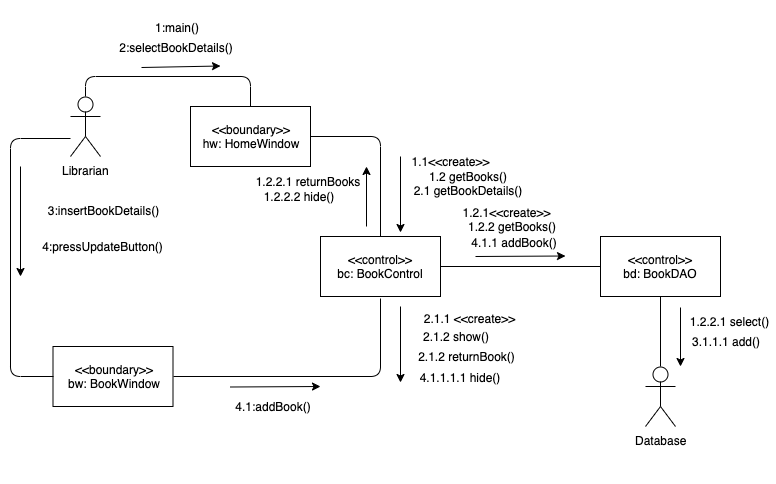 1:main()
2:selectBookDetails()
<<boundary>>
hw: HomeWindow
Librarian
1.2.2.1 returnBooks
1.2.2.2 hide()
1.1<<create>>
1.2 getBooks()
2.1 getBookDetails()
3:insertBookDetails()
4:pressUpdateButton()
1.2.1<<create>>
1.2.2 getBooks()
4.1.1 addBook()
<<control>>
bc: BookControl
<<control>>
bd: BookDAO
2.1.1 <<create>>
2.1.2 show()
2.1.2 returnBook()
4.1.1.1.1 hide()
1.2.2.1 select()
3.1.1.1 add()
<<boundary>>
bw: BookWindow
4.1:addBook()
Database